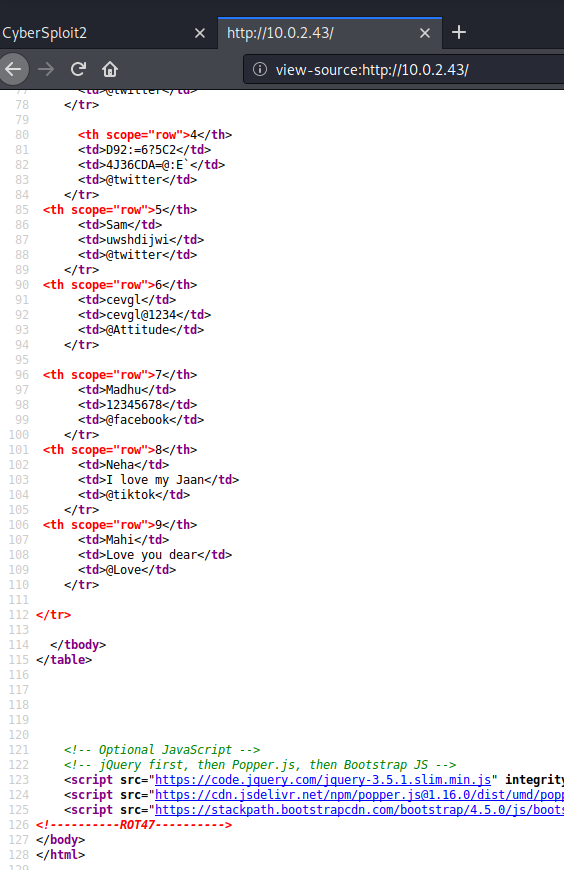 CyberSploit2
http://10.0.2.43/
view-source:http://10.0.2.43/
77 <td>@twitter</td>
78 </tr>
79
80 <th scope="row">4</th>
81 <td>D92:=6?5C2</td>
82 <td>4J36CDA=@:E`</td>
83 <td>@twitter</td>
84 </tr>
85 <th scope="row">5</th>
86 <td>Sam</td>
87 <td>uwshdijwi</td>
88 <td>@twitter</td>
89 </tr>
90 <th scope="row">6</th>
91 <td>cevgl</td>
92 <td>cevgl@1234</td>
93 <td>@Attitude</td>
94 </tr>
95
96 <th scope="row">7</th>
97 <td>Madhu</td>
98 <td>12345678</td>
99 <td>@facebook</td>
100 </tr>
101 <th scope="row">8</th>
102 <td>Neha</td>
103 <td>I love my Jaan</td>
104 <td>@tiktok</td>
105 </tr>
106 <th scope="row">9</th>
107 <td>Mahi</td>
108 <td>Love you dear</td>
109 <td>@Love</td>
110 </tr>
111
112 </tr>
113
114 </tbody>
115 </table>
116
117
118
119
120
121 <!-- Optional JavaScript -->
122 <!-- jQuery first, then Popper.js, then Bootstrap JS -->
123 <script src="https://code.jquery.com/jquery-3.5.1.slim.min.js" integrity
124 <script src="https://cdn.jsdelivr.net/npm/popper.js@1.16.0/dist/umd/pop
125 <script src="https://stackpath.bootstrapcdn.com/bootstrap/4.5.0/js/boots
126 <!----------ROT47---------->
127 </body>
128 </html>
129